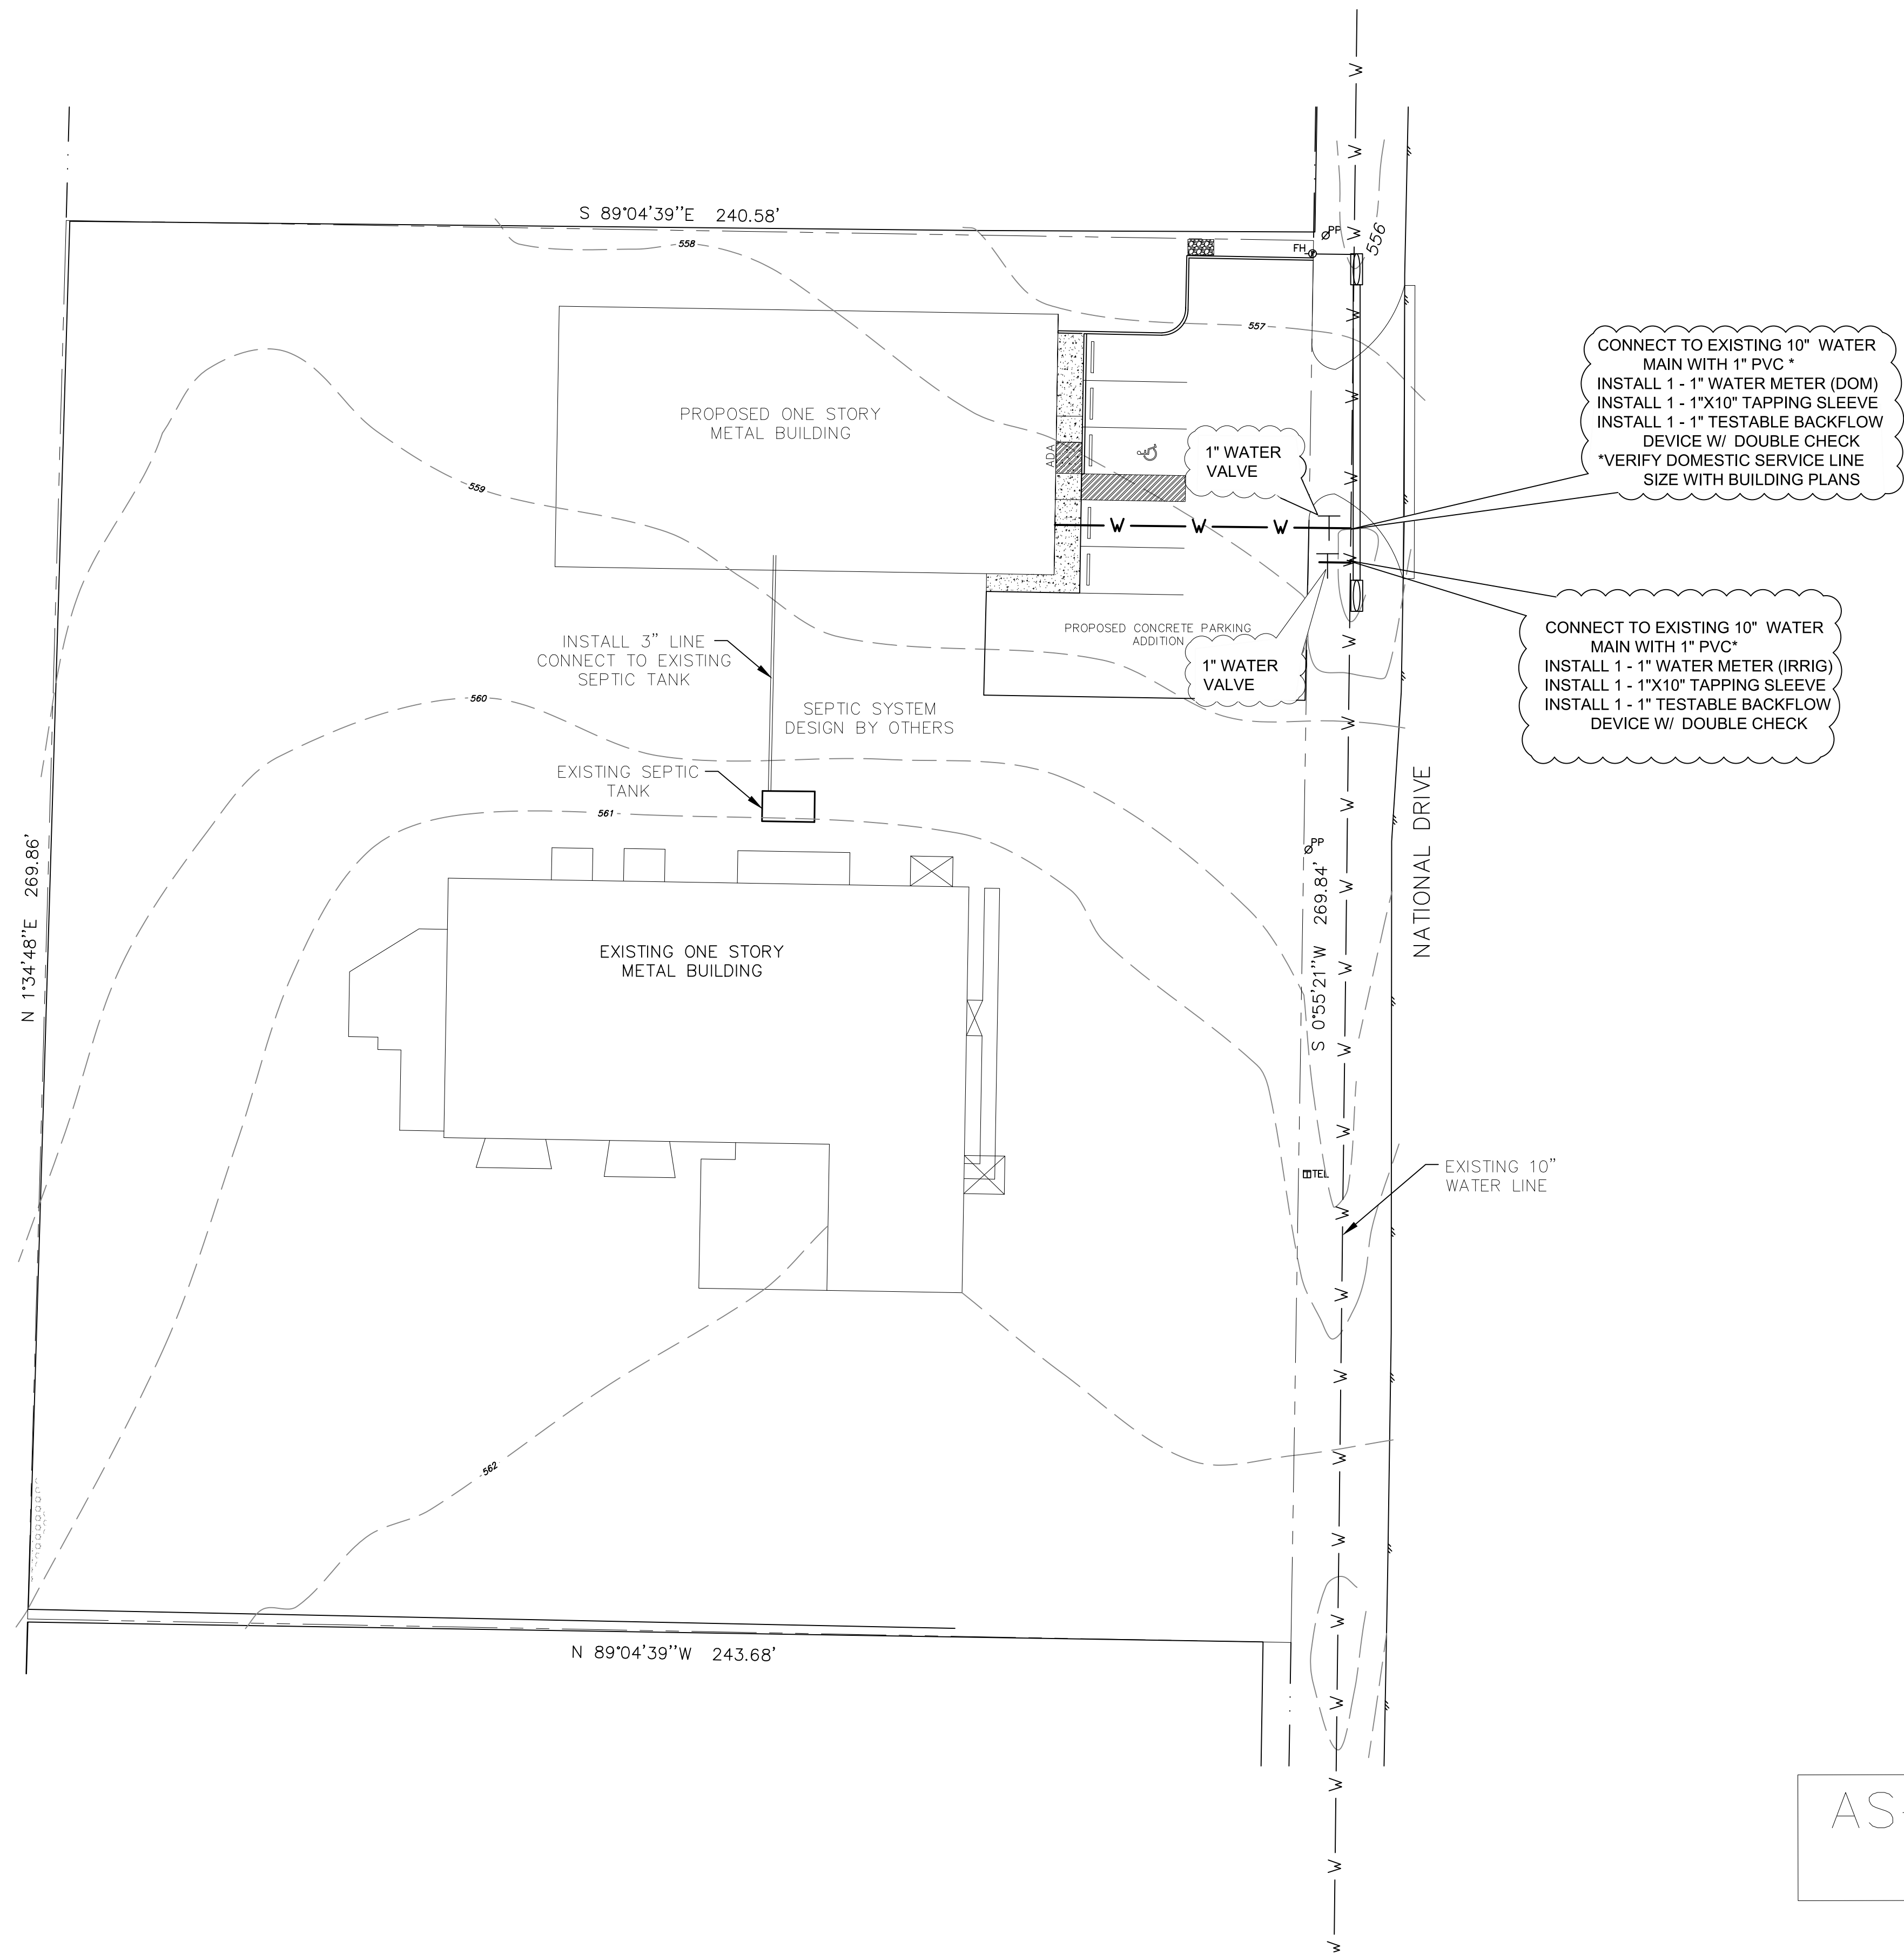 S 89°04'39''E 240.58'
558
PP
556
FH
557
CONNECT TO EXISTING 10" WATER
MAIN WITH 1" PVC *
INSTALL 1 - 1" WATER METER (DOM)
INSTALL 1 - 1"X10" TAPPING SLEEVE
INSTALL 1 - 1" TESTABLE BACKFLOW
DEVICE W/ DOUBLE CHECK
*VERIFY DOMESTIC SERVICE LINE
SIZE WITH BUILDING PLANS
PROPOSED ONE STORY
METAL BUILDING
ADA
1" WATER
VALVE
559
W W W
CONNECT TO EXISTING 10" WATER
MAIN WITH 1" PVC*
INSTALL 1 - 1" WATER METER (IRRIG)
INSTALL 1 - 1"X10" TAPPING SLEEVE
INSTALL 1 - 1" TESTABLE BACKFLOW
DEVICE W/ DOUBLE CHECK
PROPOSED CONCRETE PARKING
ADDITION
1" WATER
VALVE
INSTALL 3" LINE
CONNECT TO EXISTING
SEPTIC TANK
560
SEPTIC SYSTEM
DESIGN BY OTHERS
EXISTING SEPTIC
TANK
561
NATIONAL DRIVE
PP
N 1°34'48''E 269.86'
S 0°55'21''W 269.84'
EXISTING ONE STORY
METAL BUILDING
TEL
EXISTING 10"
WATER LINE
562
N 89°04'39''W 243.68'
AS